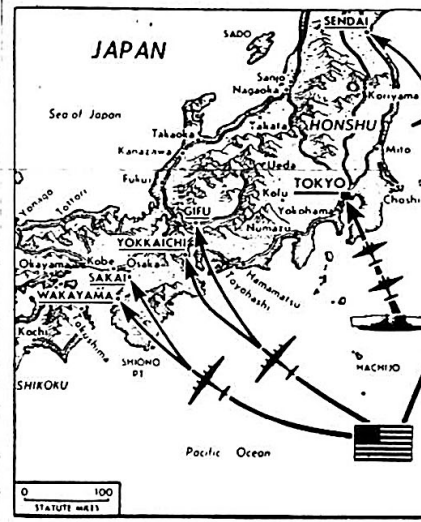 SENDAI
SADO
JAPAN
Sanjo
Nagaoka
Koriyama
Sea of Japan
HONSHU
Takaoka
Takata
Kanazawa
Mito
Ueda
Fukui
Kofu
TOKYO
Choshi
Yonago
Tottori
GIFU
Yokohama
Numazu
YOKKAICHI
Okayama
Kobe
Osaka
Hamamatsu
Toyohashi
SAKAI
WAKAYAMA
Kochi
Tokushima
SHIONO
PT
HACHIJO
SHIKOKU
Pacific Ocean
0 100
STATUTE MILES